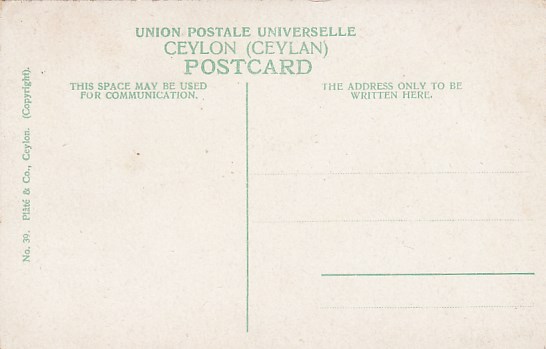 UNION POSTALE UNIVERSELLE
CEYLON (CEYLAN)
POSTCARD
THIS SPACE MAY BE USED
FOR COMMUNICATION.
THE ADDRESS ONLY TO BE
WRITTEN HERE.
No. 39. Plâté & Co., Ceylon. (Copyright).